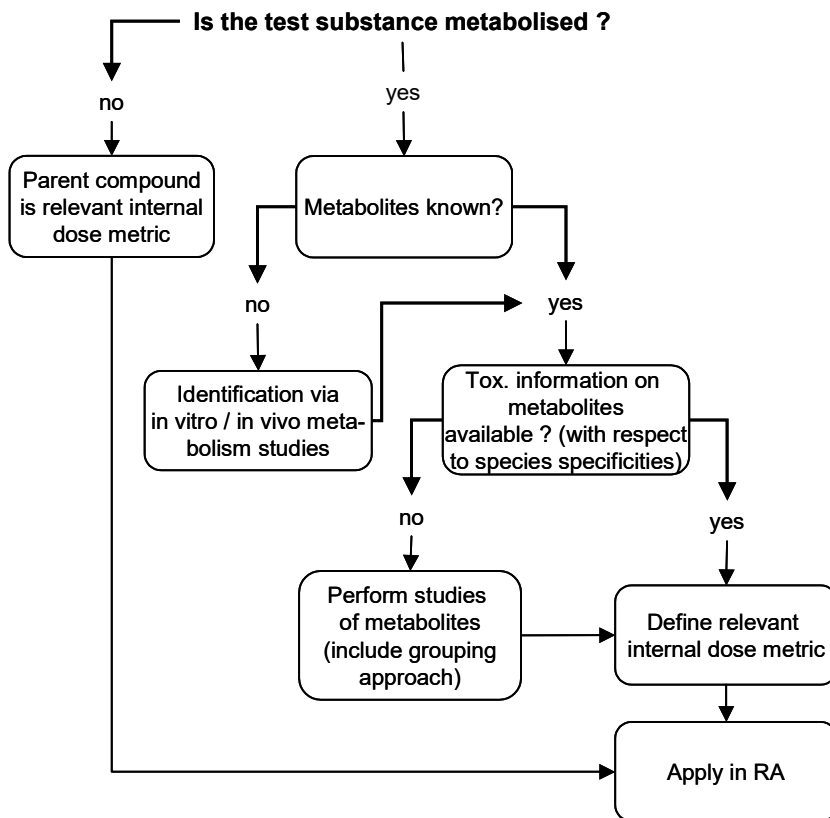 Is the test substance metabolised ?
no
yes
Parent compound
is relevant internal
dose metric
Metabolites known?
no
yes
Identification via
in vitro / in vivo meta-
bolism studies
Tox. information on
metabolites
available ? (with respect
to species specificities)
no
yes
Perform studies
of metabolites
(include grouping
approach)
Define relevant
internal dose metric
Apply in RA